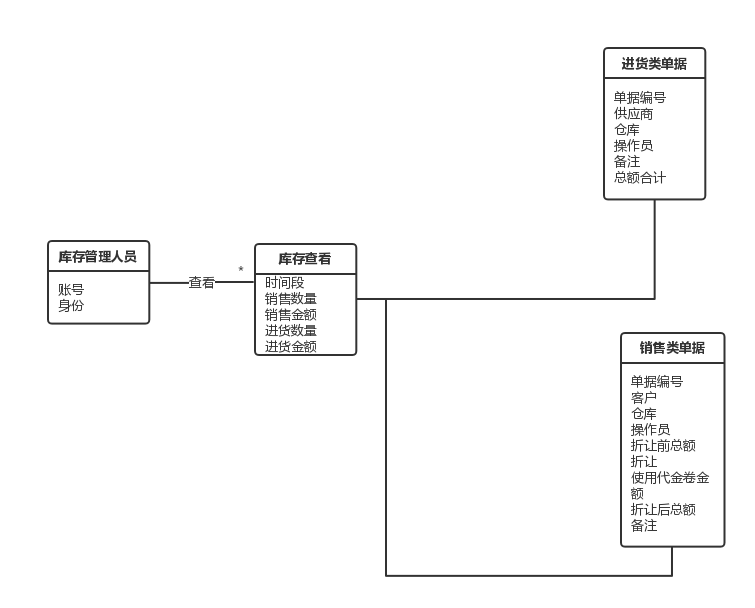 进货类单据
单据编号
供应商
仓库
操作员
备注
总额合计
库存管理人员
账号
身份
查看
*
库存查看
时间段
销售数量
销售金额
进货数量
进货金额
销售类单据
单据编号
客户
仓库
操作员
折让前总额
折让
使用代金卷金
额
折让后总额
备注